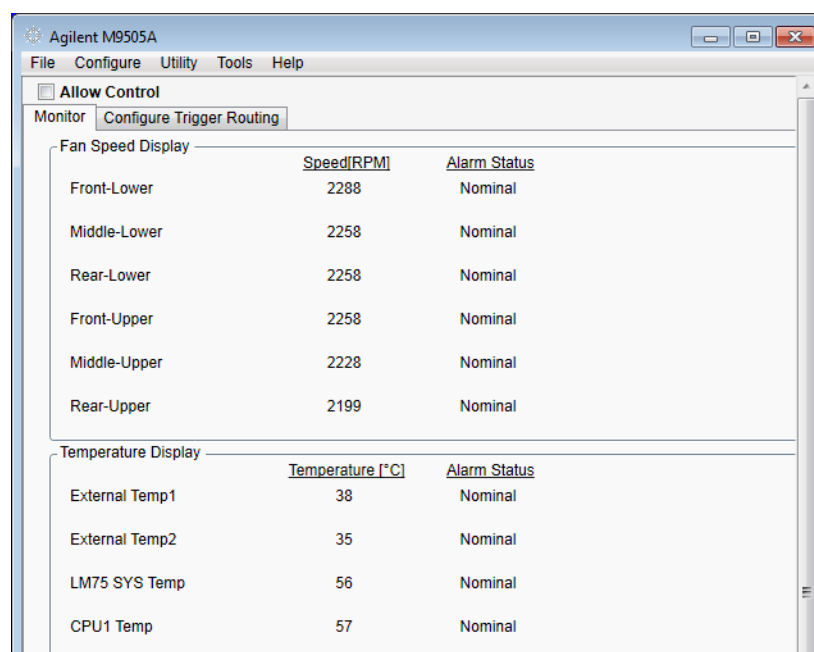 Agilent M9505A
File Configure Utility Tools Help
Allow Control
Monitor Configure Trigger Routing
Fan Speed Display
Speed[RPM] Alarm Status
Front-Lower 2288 Nominal
Middle-Lower 2258 Nominal
Rear-Lower 2258 Nominal
Front-Upper 2258 Nominal
Middle-Upper 2228 Nominal
Rear-Upper 2199 Nominal
Temperature Display
Temperature [°C] Alarm Status
External Temp1 38 Nominal
External Temp2 35 Nominal
LM75 SYS Temp 56 Nominal
CPU1 Temp 57 Nominal